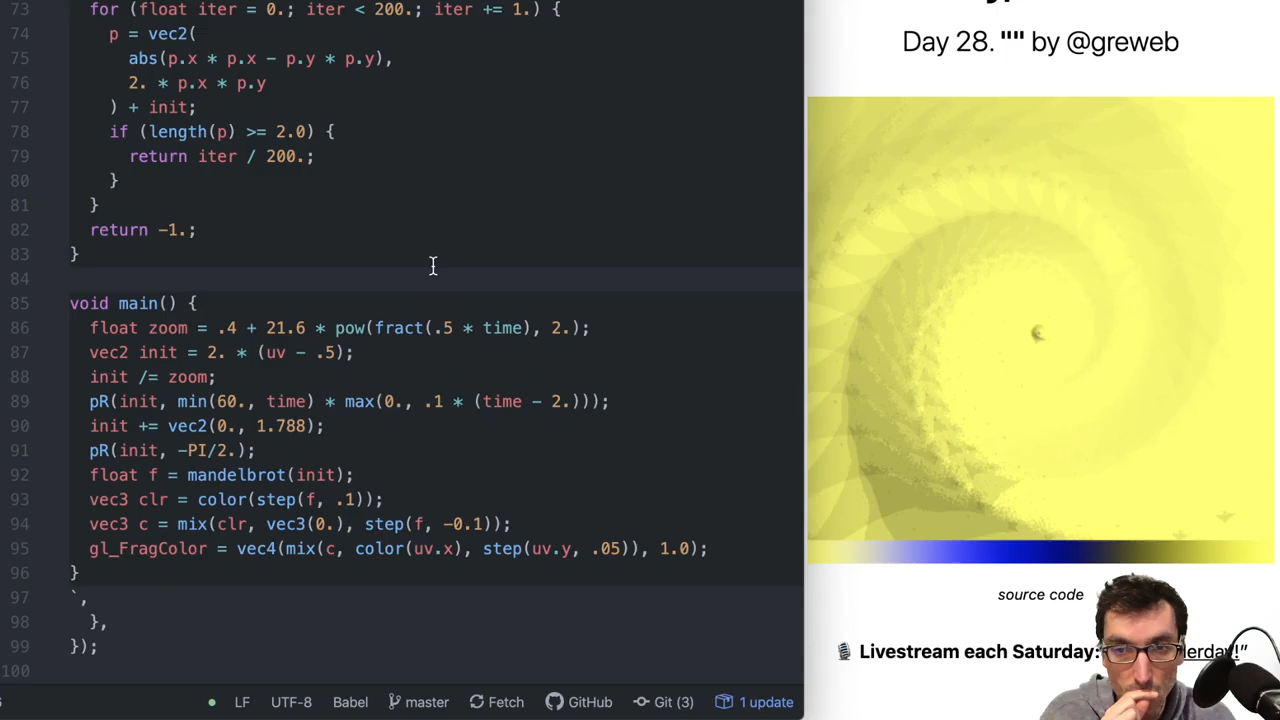 73 for (float iter = 0.; iter < 200.; iter += 1.) {
74 p = vec2(
75 abs(p.x * p.x - p.y * p.y),
76 2. * p.x * p.y
77 ) + init;
78 if (length(p) >= 2.0) {
79 return iter / 200.;
80 }
81 }
82 return -1.;
83 }
84
85 void main() {
86 float zoom = .4 + 21.6 * pow(fract(.5 * time), 2.);
87 vec2 init = 2. * (uv - .5);
88 init /= zoom;
89 pR(init, min(60., time) * max(0., .1 * (time - 2.)));
90 init += vec2(0., 1.788);
91 pR(init, -PI/2.);
92 float f = mandelbrot(init);
93 vec3 clr = color(step(f, .1));
94 vec3 c = mix(clr, vec3(0.), step(f, -0.1));
95 gl_FragColor = vec4(mix(c, color(uv.x), step(uv.y, .05)), 1.0);
96 }
97 `,
98 },
99 });
100
LF UTF-8 Babel master Fetch GitHub Git (3) 1 update
Day 28. "" by @greweb
source code
Livestream each Saturday: